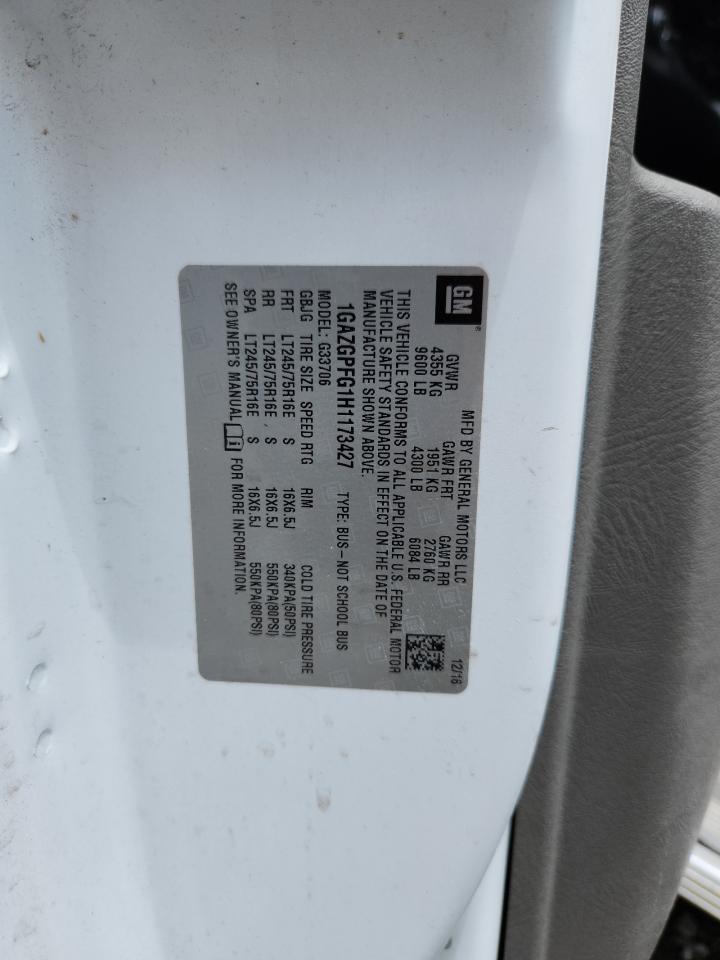 GM®
MFD BY GENERAL MOTORS LLC 12/16
GVWR GAWR FRT GAWR RR
4355 KG 1951 KG 2760 KG
9600 LB 4300 LB 6084 LB
THIS VEHICLE CONFORMS TO ALL APPLICABLE U.S. FEDERAL MOTOR
VEHICLE SAFETY STANDARDS IN EFFECT ON THE DATE OF
MANUFACTURE SHOWN ABOVE.
1GAZGPFG1H1173427 TYPE: BUS–NOT SCHOOL BUS
MODEL: G33706
GBJG TIRE SIZE SPEED RTG RIM COLD TIRE PRESSURE
FRT LT245/75R16E S 16X6.5J 340KPA(50PSI)
RR LT245/75R16E S 16X6.5J 550KPA(80PSI)
SPA LT245/75R16E S 16X6.5J 550KPA(80PSI)
SEE OWNER'S MANUAL FOR MORE INFORMATION.